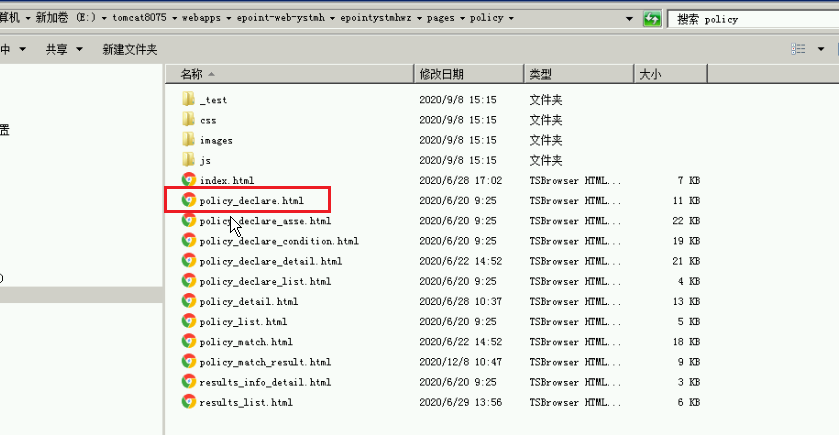 算机 ▸ 新加卷 (E:) ▸ tomcat8075 ▸ webapps ▸ epoint-web-ystmh ▸ epointystmhwz ▸ pages ▸ policy ▸ 搜索 policy
中 共享 新建文件夹
名称 修改日期 类型 大小
_test 2020/9/8 15:15 文件夹
css 2020/9/8 15:15 文件夹
置
images 2020/9/8 15:15 文件夹
js 2020/9/8 15:15 文件夹
index.html 2020/6/28 17:02 TSBrowser HTML... 7 KB
policy_declare.html 2020/6/20 9:25 TSBrowser HTML... 11 KB
policy_declare_asse.html 2020/6/20 9:25 TSBrowser HTML... 22 KB
policy_declare_condition.html 2020/6/20 9:25 TSBrowser HTML... 19 KB
policy_declare_detail.html 2020/6/22 14:52 TSBrowser HTML... 21 KB
policy_declare_list.html 2020/6/20 9:25 TSBrowser HTML... 4 KB
policy_detail.html 2020/6/28 10:37 TSBrowser HTML... 13 KB
policy_list.html 2020/6/20 9:25 TSBrowser HTML... 5 KB
policy_match.html 2020/6/22 14:52 TSBrowser HTML... 18 KB
policy_match_result.html 2020/12/8 10:47 TSBrowser HTML... 9 KB
results_info_detail.html 2020/6/20 9:25 TSBrowser HTML... 3 KB
results_list.html 2020/6/29 13:56 TSBrowser HTML... 6 KB